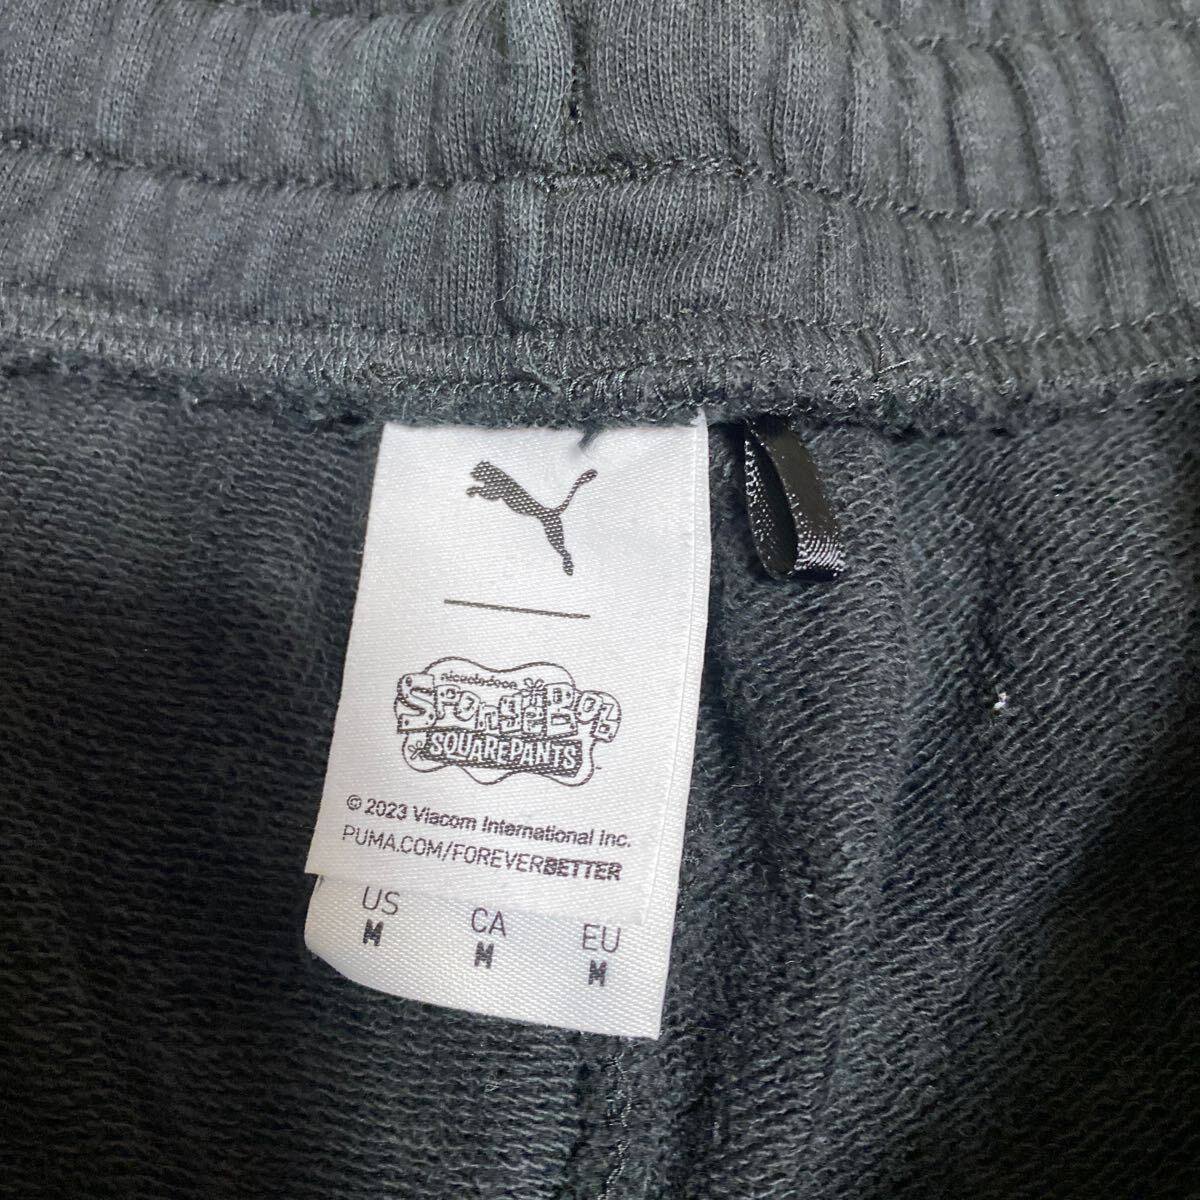 nickelodeon
SpongeBob
SQUAREPANTS
© 2023 Viacom International Inc.
PUMA.COM/FOREVERBETTER
US CA EU
M M M